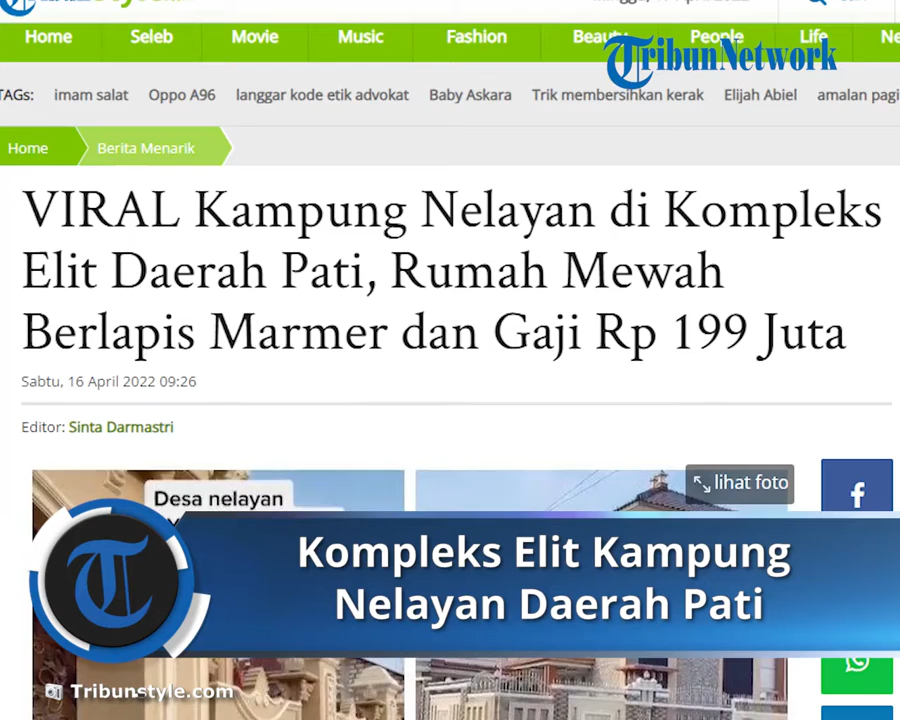 Home Seleb Movie Music Fashion Beauty People Life
TribunNetwork
TAGs: imam salat Oppo A96 langgar kode etik advokat Baby Askara Trik membersihkan kerak Elijah Abiel amalan pagi
Home Berita Menarik
VIRAL Kampung Nelayan di Kompleks
Elit Daerah Pati, Rumah Mewah
Berlapis Marmer dan Gaji Rp 199 Juta
Sabtu, 16 April 2022 09:26
Editor: Sinta Darmastri
lihat foto
Desa nelayan
Kompleks Elit Kampung
Nelayan Daerah Pati
Tribunstyle.com